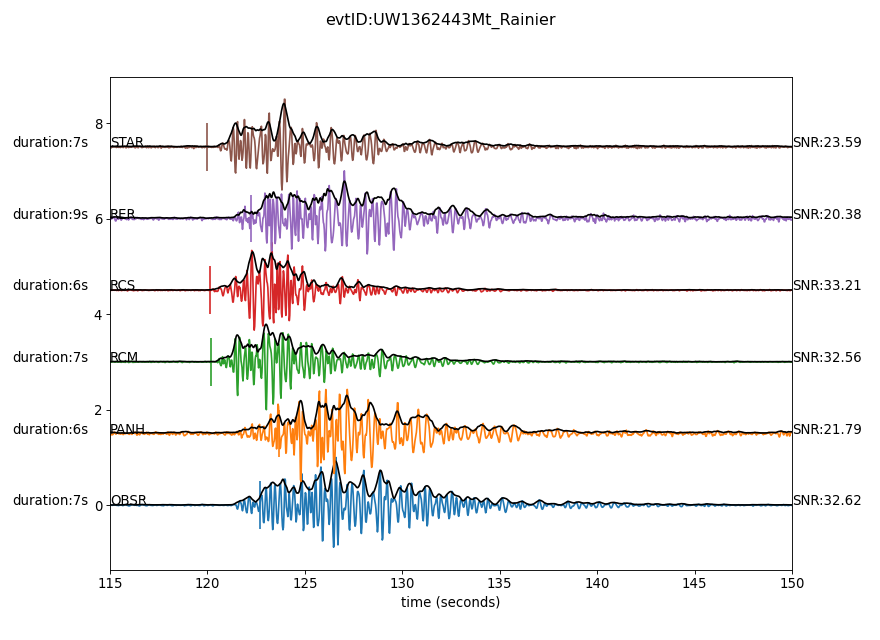 evtID:UW1362443Mt_Rainier
8
duration:7s STAR SNR:23.59
duration:9s RER SNR:20.38
6
duration:6s RCS SNR:33.21
4
duration:7s RCM SNR:32.56
2
duration:6s PANH SNR:21.79
duration:7s OBSR SNR:32.62
0
115 120 125 130 135 140 145 150
time (seconds)